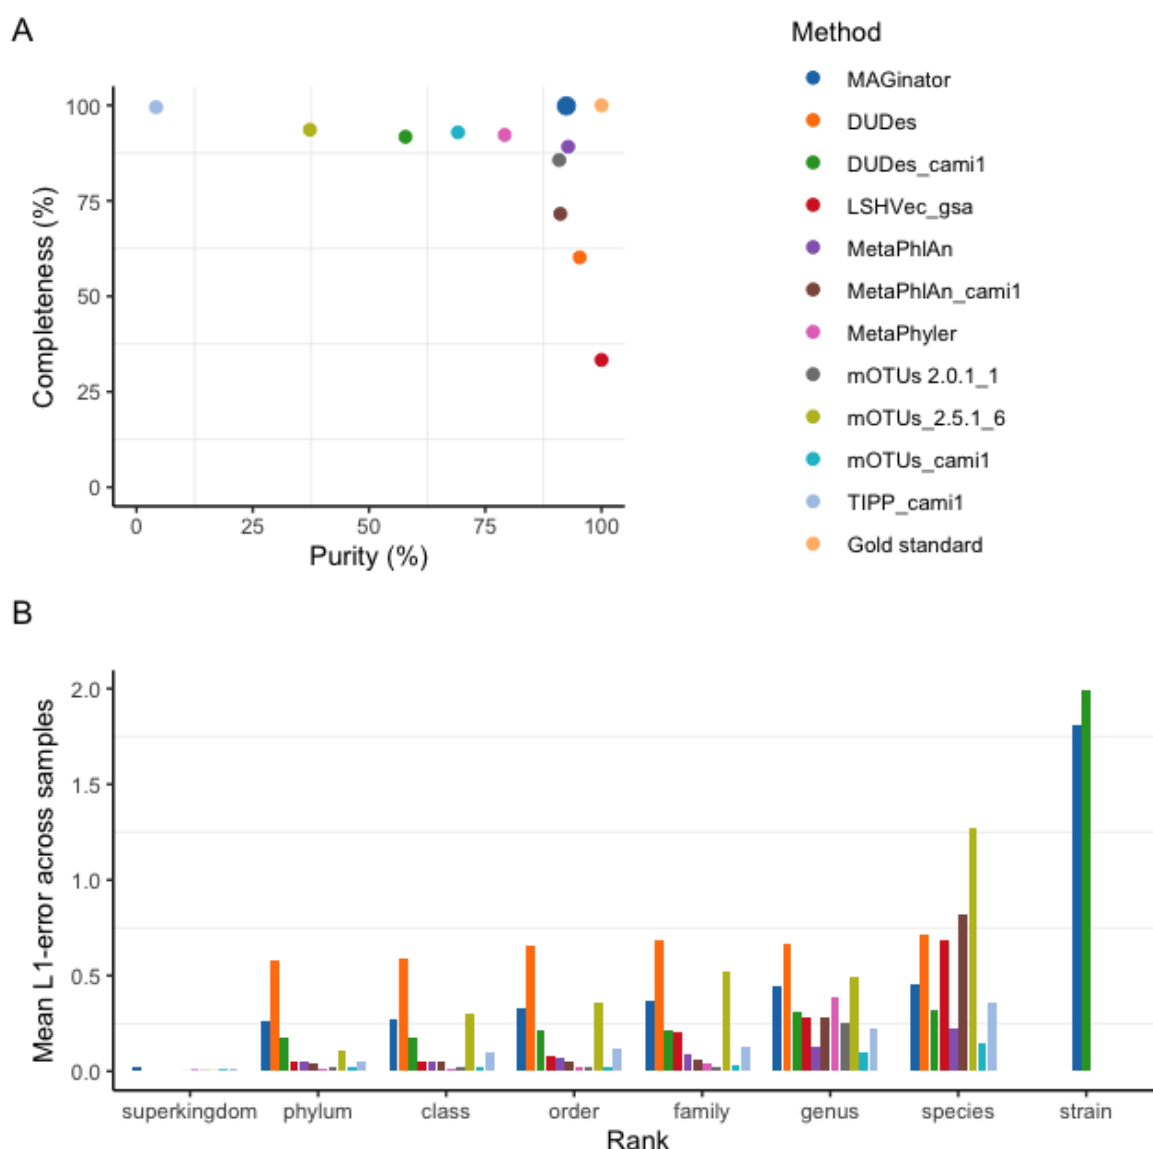 A
Completeness (%)
100
75
50
25
0
0 25 50 75 100
Purity (%)
Method
MAGinator
DUDes
DUDes_cami1
LSHVec_gsa
MetaPhlAn
MetaPhlAn_cami1
MetaPhyler
mOTUs 2.0.1_1
mOTUs_2.5.1_6
mOTUs_cami1
TIPP_cami1
Gold standard
B
Mean L1-error across samples
2.0
1.5
1.0
0.5
0.0
superkingdom phylum class order family genus species strain
Rank